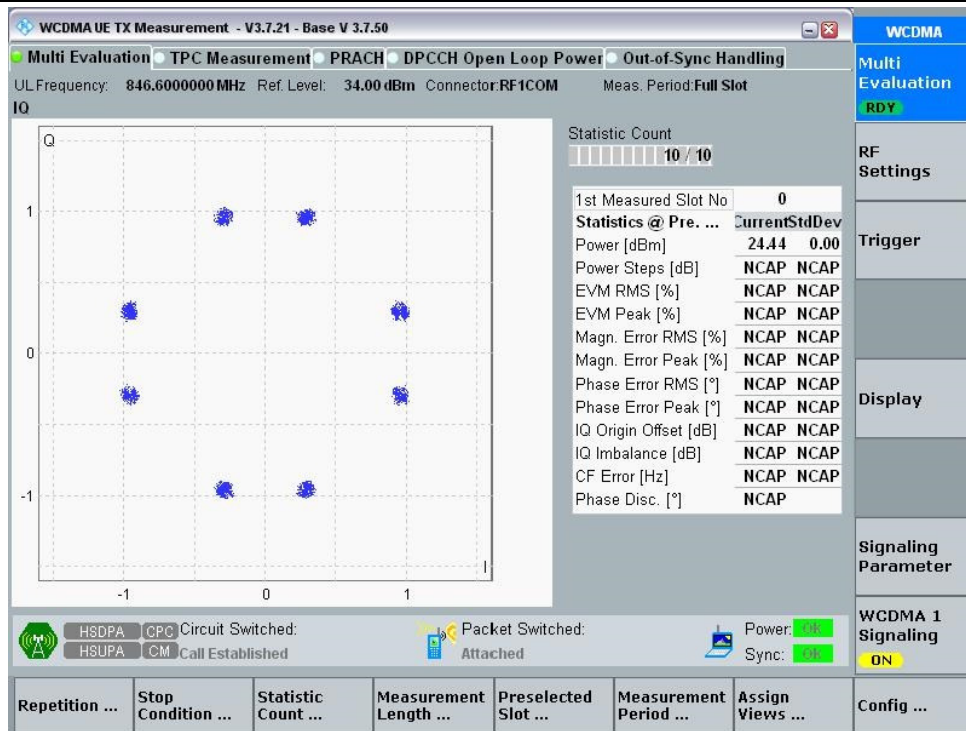 WCDMA UE TX Measurement - V3.7.21 - Base V 3.7.50
WCDMA
Multi Evaluation TPC Measurement PRACH DPCCH Open Loop Power Out-of-Sync Handling
UL Frequency: 846.6000000 MHz Ref. Level: 34.00 dBm Connector:RF1COM Meas. Period:Full Slot
IQ
Q
1
0
-1
-1 0 1
I
Statistic Count
10 / 10
1st Measured Slot No 0
Statistics @ Pre. ... Current StdDev
Power [dBm] 24.44 0.00
Power Steps [dB] NCAP NCAP
EVM RMS [%] NCAP NCAP
EVM Peak [%] NCAP NCAP
Magn. Error RMS [%] NCAP NCAP
Magn. Error Peak [%] NCAP NCAP
Phase Error RMS [°] NCAP NCAP
Phase Error Peak [°] NCAP NCAP
IQ Origin Offset [dB] NCAP NCAP
IQ Imbalance [dB] NCAP NCAP
CF Error [Hz] NCAP NCAP
Phase Disc. [°] NCAP
Multi
Evaluation
RDY
RF
Settings
Trigger
Display
Signaling
Parameter
WCDMA 1
Signaling
ON
HSDPA CPC Circuit Switched: Packet Switched: Power: OK
HSUPA CM Call Established Attached Sync: OK
Repetition ...
Stop
Condition ...
Statistic
Count ...
Measurement
Length ...
Preselected
Slot ...
Measurement
Period ...
Assign
Views ...
Config ...